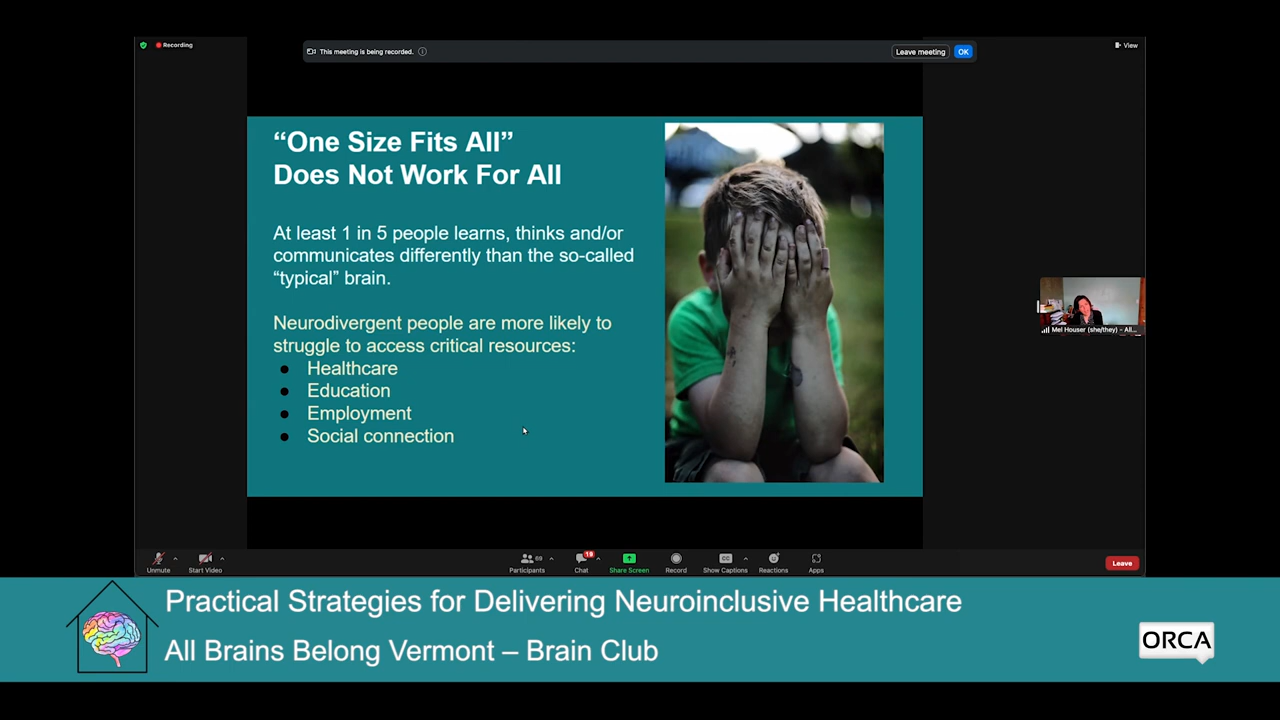 Recording
This meeting is being recorded.
Leave meeting
OK
View
“One Size Fits All”
Does Not Work For All
At least 1 in 5 people learns, thinks and/or
communicates differently than the so-called
“typical” brain.
Neurodivergent people are more likely to
struggle to access critical resources:
● Healthcare
● Education
● Employment
● Social connection
Mel Houser (she/they) - All...
Unmute
Start Video
69
Participants
19
Chat
Share Screen
Record
CC
Show Captions
Reactions
Apps
Leave
Practical Strategies for Delivering Neuroinclusive Healthcare
All Brains Belong Vermont – Brain Club
ORCA